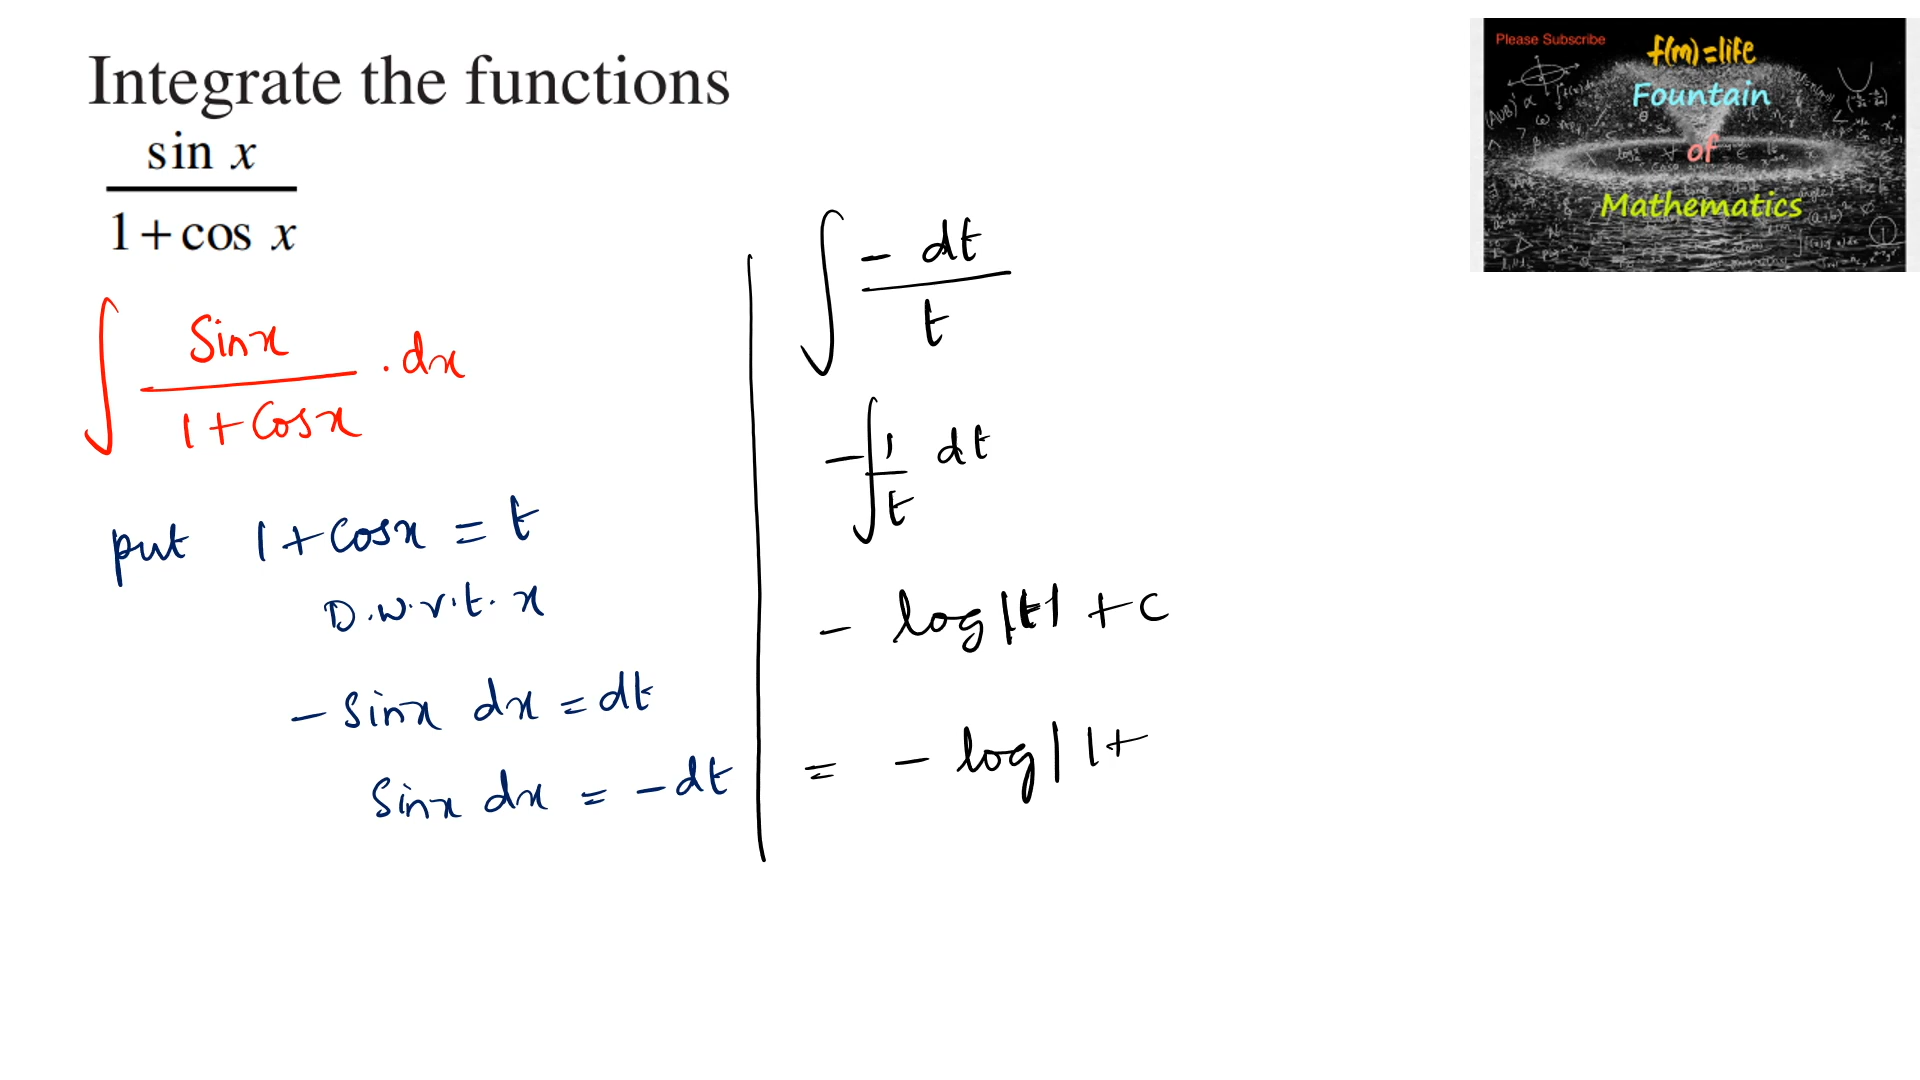 Integrate the functions
sin x
1+cos x
∫ Sinx / 1+Cosx . dx
put 1+Cosx = t
D.w.r.t. x
- Sinx dx = dt
Sinx dx = -dt
∫ - dt / t
-∫ 1/t dt
- log|t| + c
= - log| 1+
Please Subscribe
f(m)=life
Fountain
of
Mathematics